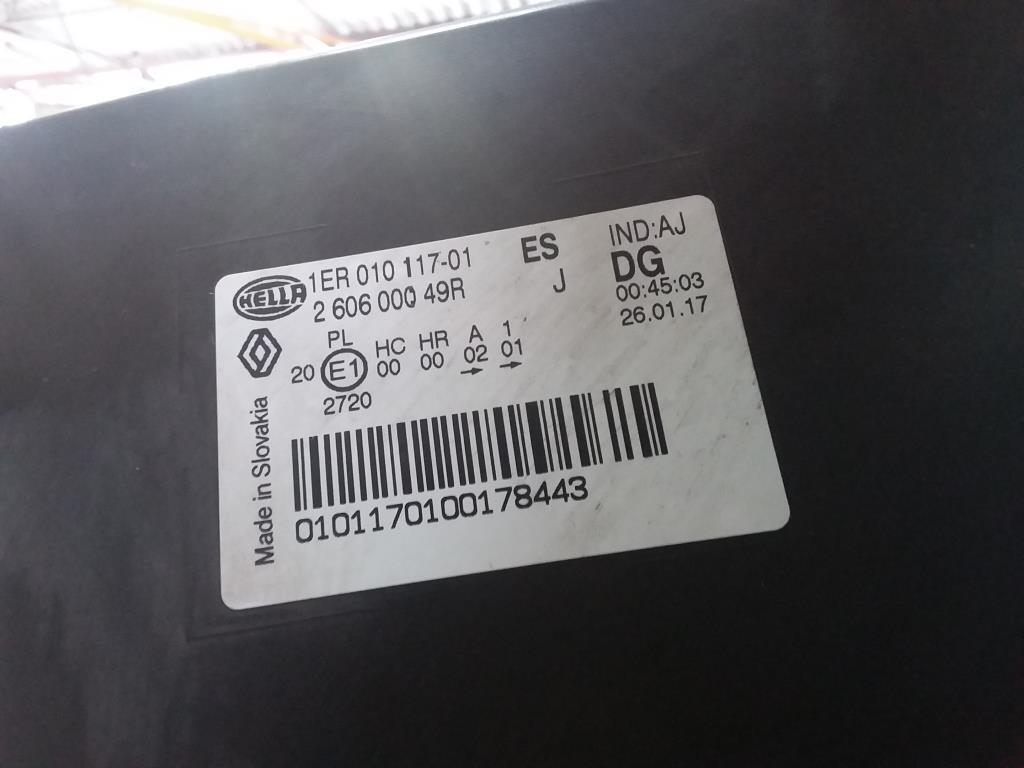 HELLA
1ER 010 117-01
2 606 000 49R
ES
J
IND:AJ
DG
00:45:03
26.01.17
PL HC HR A 1
20 E1 00 00 02 01
→ →
2720
Made in Slovakia
0101170100178443